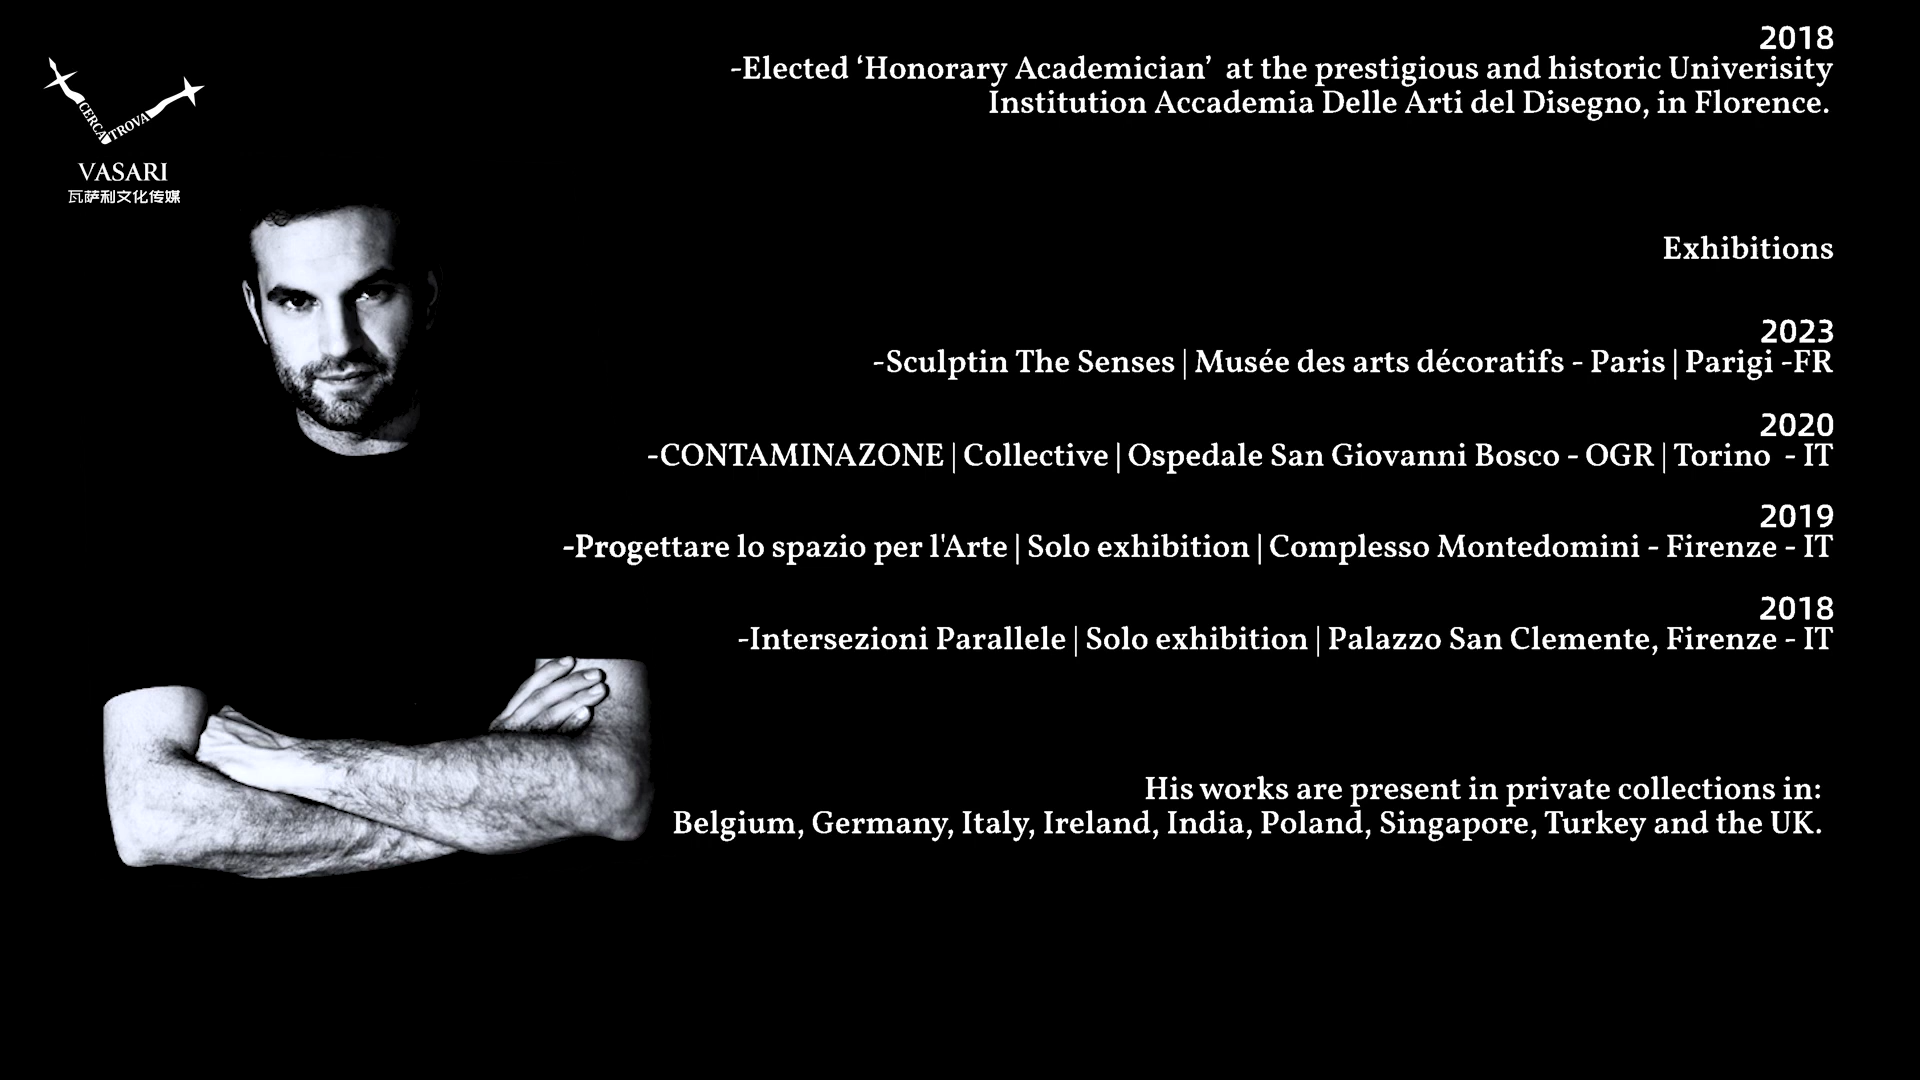 CERCA TROVA
VASARI
瓦萨利文化传媒
2018
-Elected ‘Honorary Academician’ at the prestigious and historic Univerisity
Institution Accademia Delle Arti del Disegno, in Florence.
Exhibitions
2023
-Sculptin The Senses | Musée des arts décoratifs - Paris | Parigi -FR
2020
-CONTAMINAZONE | Collective | Ospedale San Giovanni Bosco - OGR | Torino - IT
2019
-Progettare lo spazio per l'Arte | Solo exhibition | Complesso Montedomini - Firenze - IT
2018
-Intersezioni Parallele | Solo exhibition | Palazzo San Clemente, Firenze - IT
His works are present in private collections in:
Belgium, Germany, Italy, Ireland, India, Poland, Singapore, Turkey and the UK.